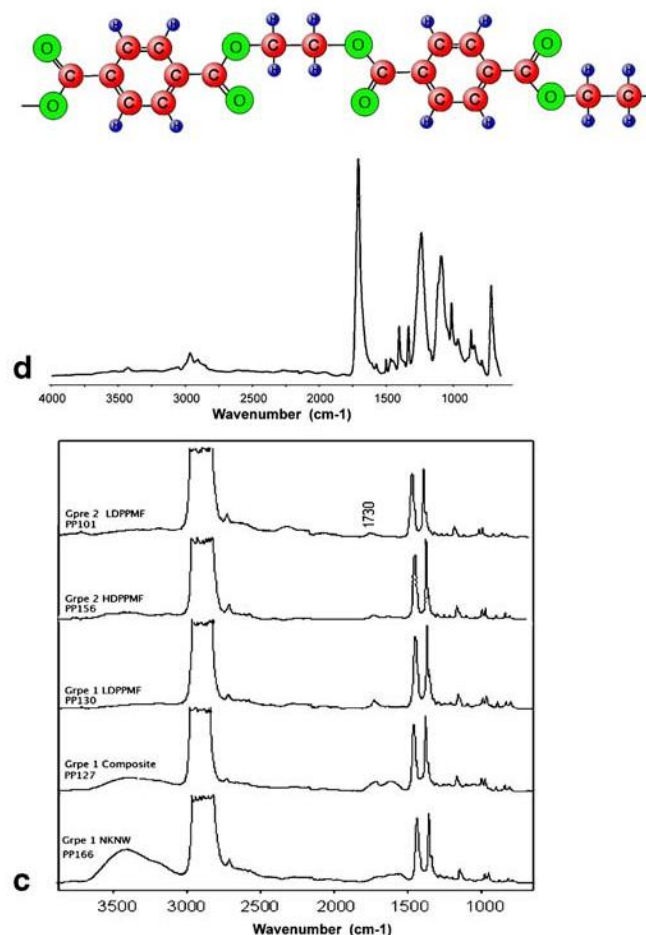 H H H H H H
O C C O C C O C C O
C C C C H H C C C C H H
O C C O O C C O C C
H H H H H H
d
4000 3500 3000 2500 2000 1500 1000
Wavenumber (cm-1)
Gpre 2 LDPPMF
PP101
1730
Grpe 2 HDPPMF
PP156
Grpe 1 LDPPMF
PP130
Grpe 1 Composite
PP127
Grpe 1 NKNW
PP166
c
3500 3000 2500 2000 1500 1000
Wavenumber (cm-1)